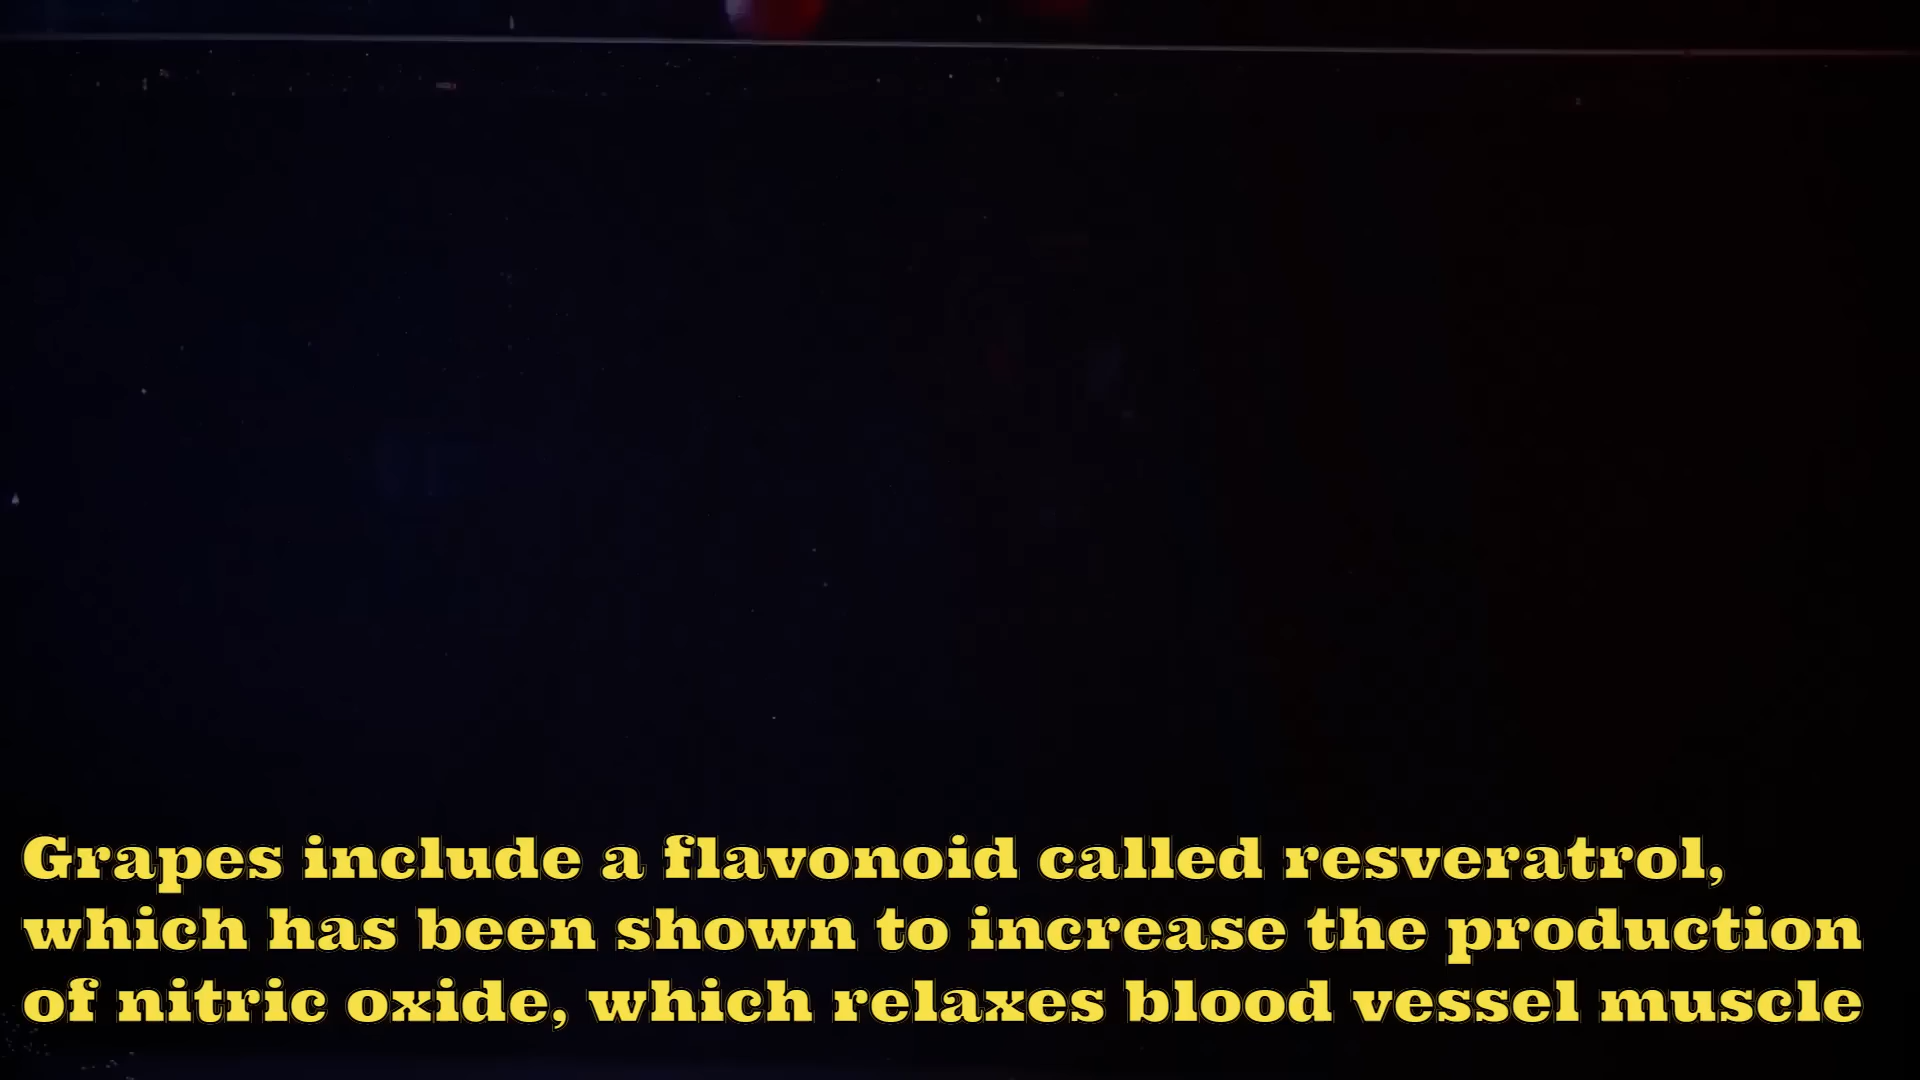 Grapes include a flavonoid called resveratrol,
which has been shown to increase the production
of nitric oxide, which relaxes blood vessel muscle